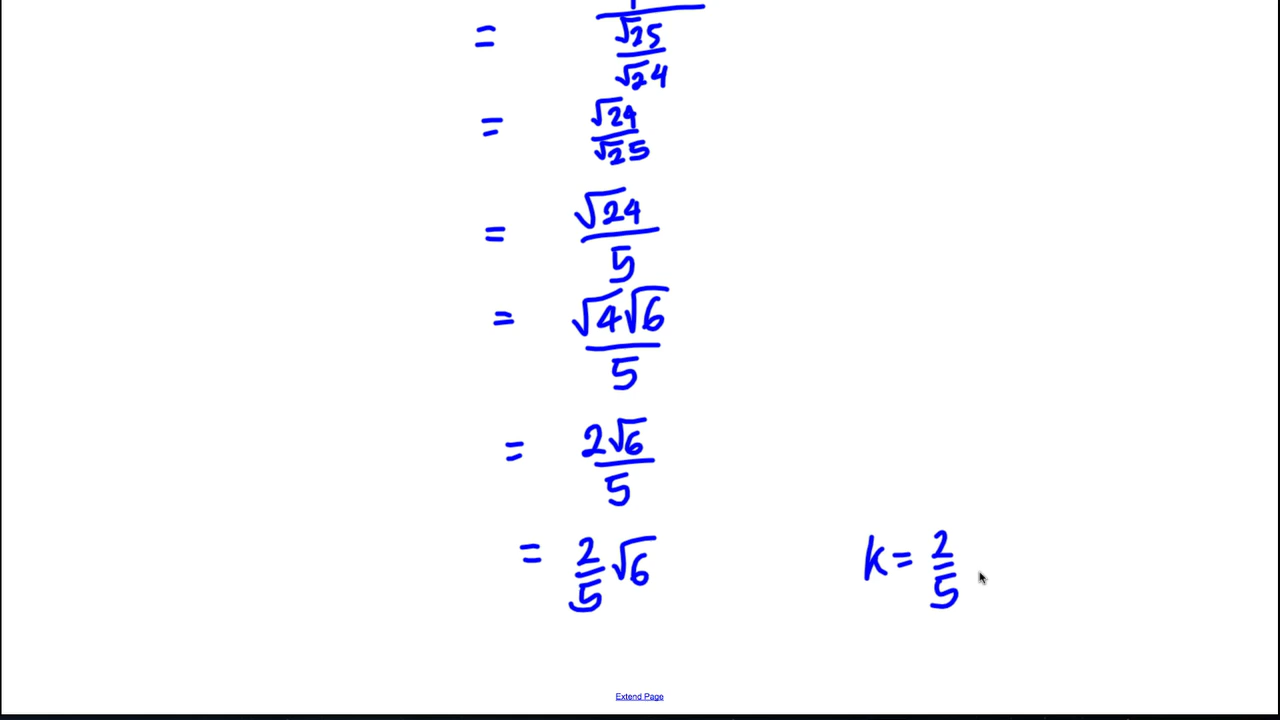 = 1/(√25/√24)
= √24/√25
= √24/5
= √4√6/5
= 2√6/5
= 2/5 √6 k = 2/5
Extend Page